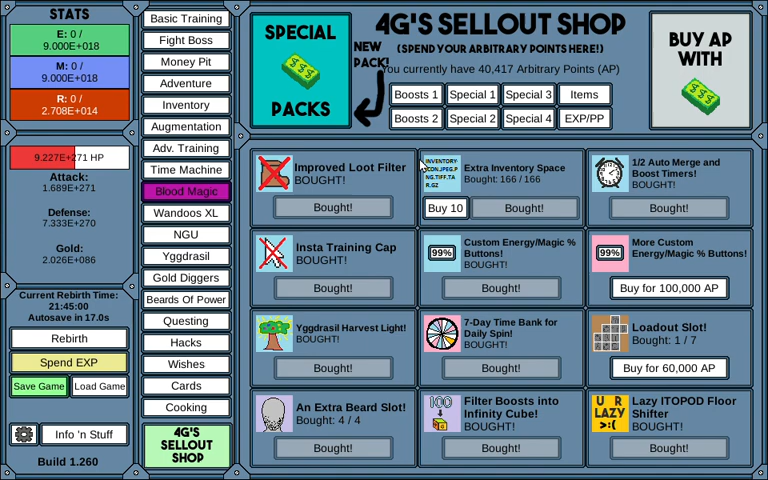 STATS
E: 0 /
9.000E+018
M: 0 /
9.000E+018
R: 0 /
2.708E+014
9.227E+271 HP
Attack:
1.689E+271
Defense:
7.333E+270
Gold:
2.026E+086
Current Rebirth Time:
21:45:00
Autosave in 17.0s
Rebirth
Spend EXP
Save Game
Load Game
Info 'n Stuff
Build 1.260
Basic Training
Fight Boss
Money Pit
Adventure
Inventory
Augmentation
Adv. Training
Time Machine
Blood Magic
Wandoos XL
NGU
Yggdrasil
Gold Diggers
Beards Of Power
Questing
Hacks
Wishes
Cards
Cooking
4G'S
SELLOUT
SHOP
SPECIAL
PACKS
NEW
PACK!
4G'S SELLOUT SHOP
(SPEND YOUR ARBITRARY POINTS HERE!)
You currently have 40,417 Arbitrary Points (AP)
Boosts 1
Special 1
Special 3
Items
Boosts 2
Special 2
Special 4
EXP/PP
BUY AP
WITH
Improved Loot Filter
BOUGHT!
Bought!
INVENTORY-
ICON.JPEG.P
NG.TIFF.TA
R.GZ
Extra Inventory Space
Bought: 166 / 166
Buy 10
Bought!
1/2 Auto Merge and
Boost Timers!
BOUGHT!
Bought!
Insta Training Cap
BOUGHT!
Bought!
99%
Custom Energy/Magic %
Buttons!
BOUGHT!
Bought!
99%
More Custom
Energy/Magic % Buttons!
Buy for 100,000 AP
Yggdrasil Harvest Light!
BOUGHT!
Bought!
7-Day Time Bank for
Daily Spin!
BOUGHT!
Bought!
Loadout Slot!
Bought: 1 / 7
Buy for 60,000 AP
An Extra Beard Slot!
Bought: 4 / 4
Bought!
100
Filter Boosts into
Infinity Cube!
BOUGHT!
Bought!
U R
LAZY
>:(
Lazy ITOPOD Floor
Shifter
BOUGHT!
Bought!